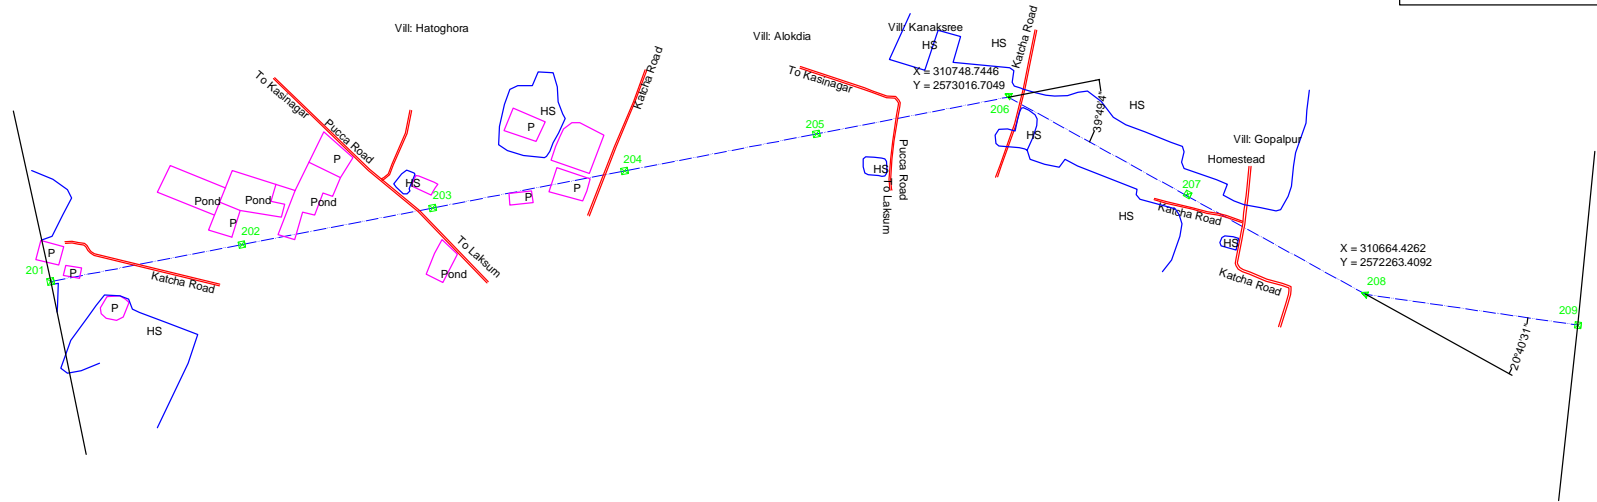 Vill: Hatoghora
Vill: Alokdia
Vill: Kanaksree
HS
HS
Katcha Road
X = 310748.7446
Y = 2573016.7049
206
39°49'4"
HS
HS
Vill: Gopalpur
Homestead
To Kasinagar
Pucca Road
Katcha Road
HS
P
P
P
204
To Kasinagar
205
Pucca Road
To Laksum
HS
P
Pond
Pond
Pond
P
HS
203
202
To Laksum
Pond
207
Katcha Road
HS
HS
Katcha Road
P
201
P
Katcha Road
P
HS
X = 310664.4262
Y = 2572263.4092
208
209
20°40'31"